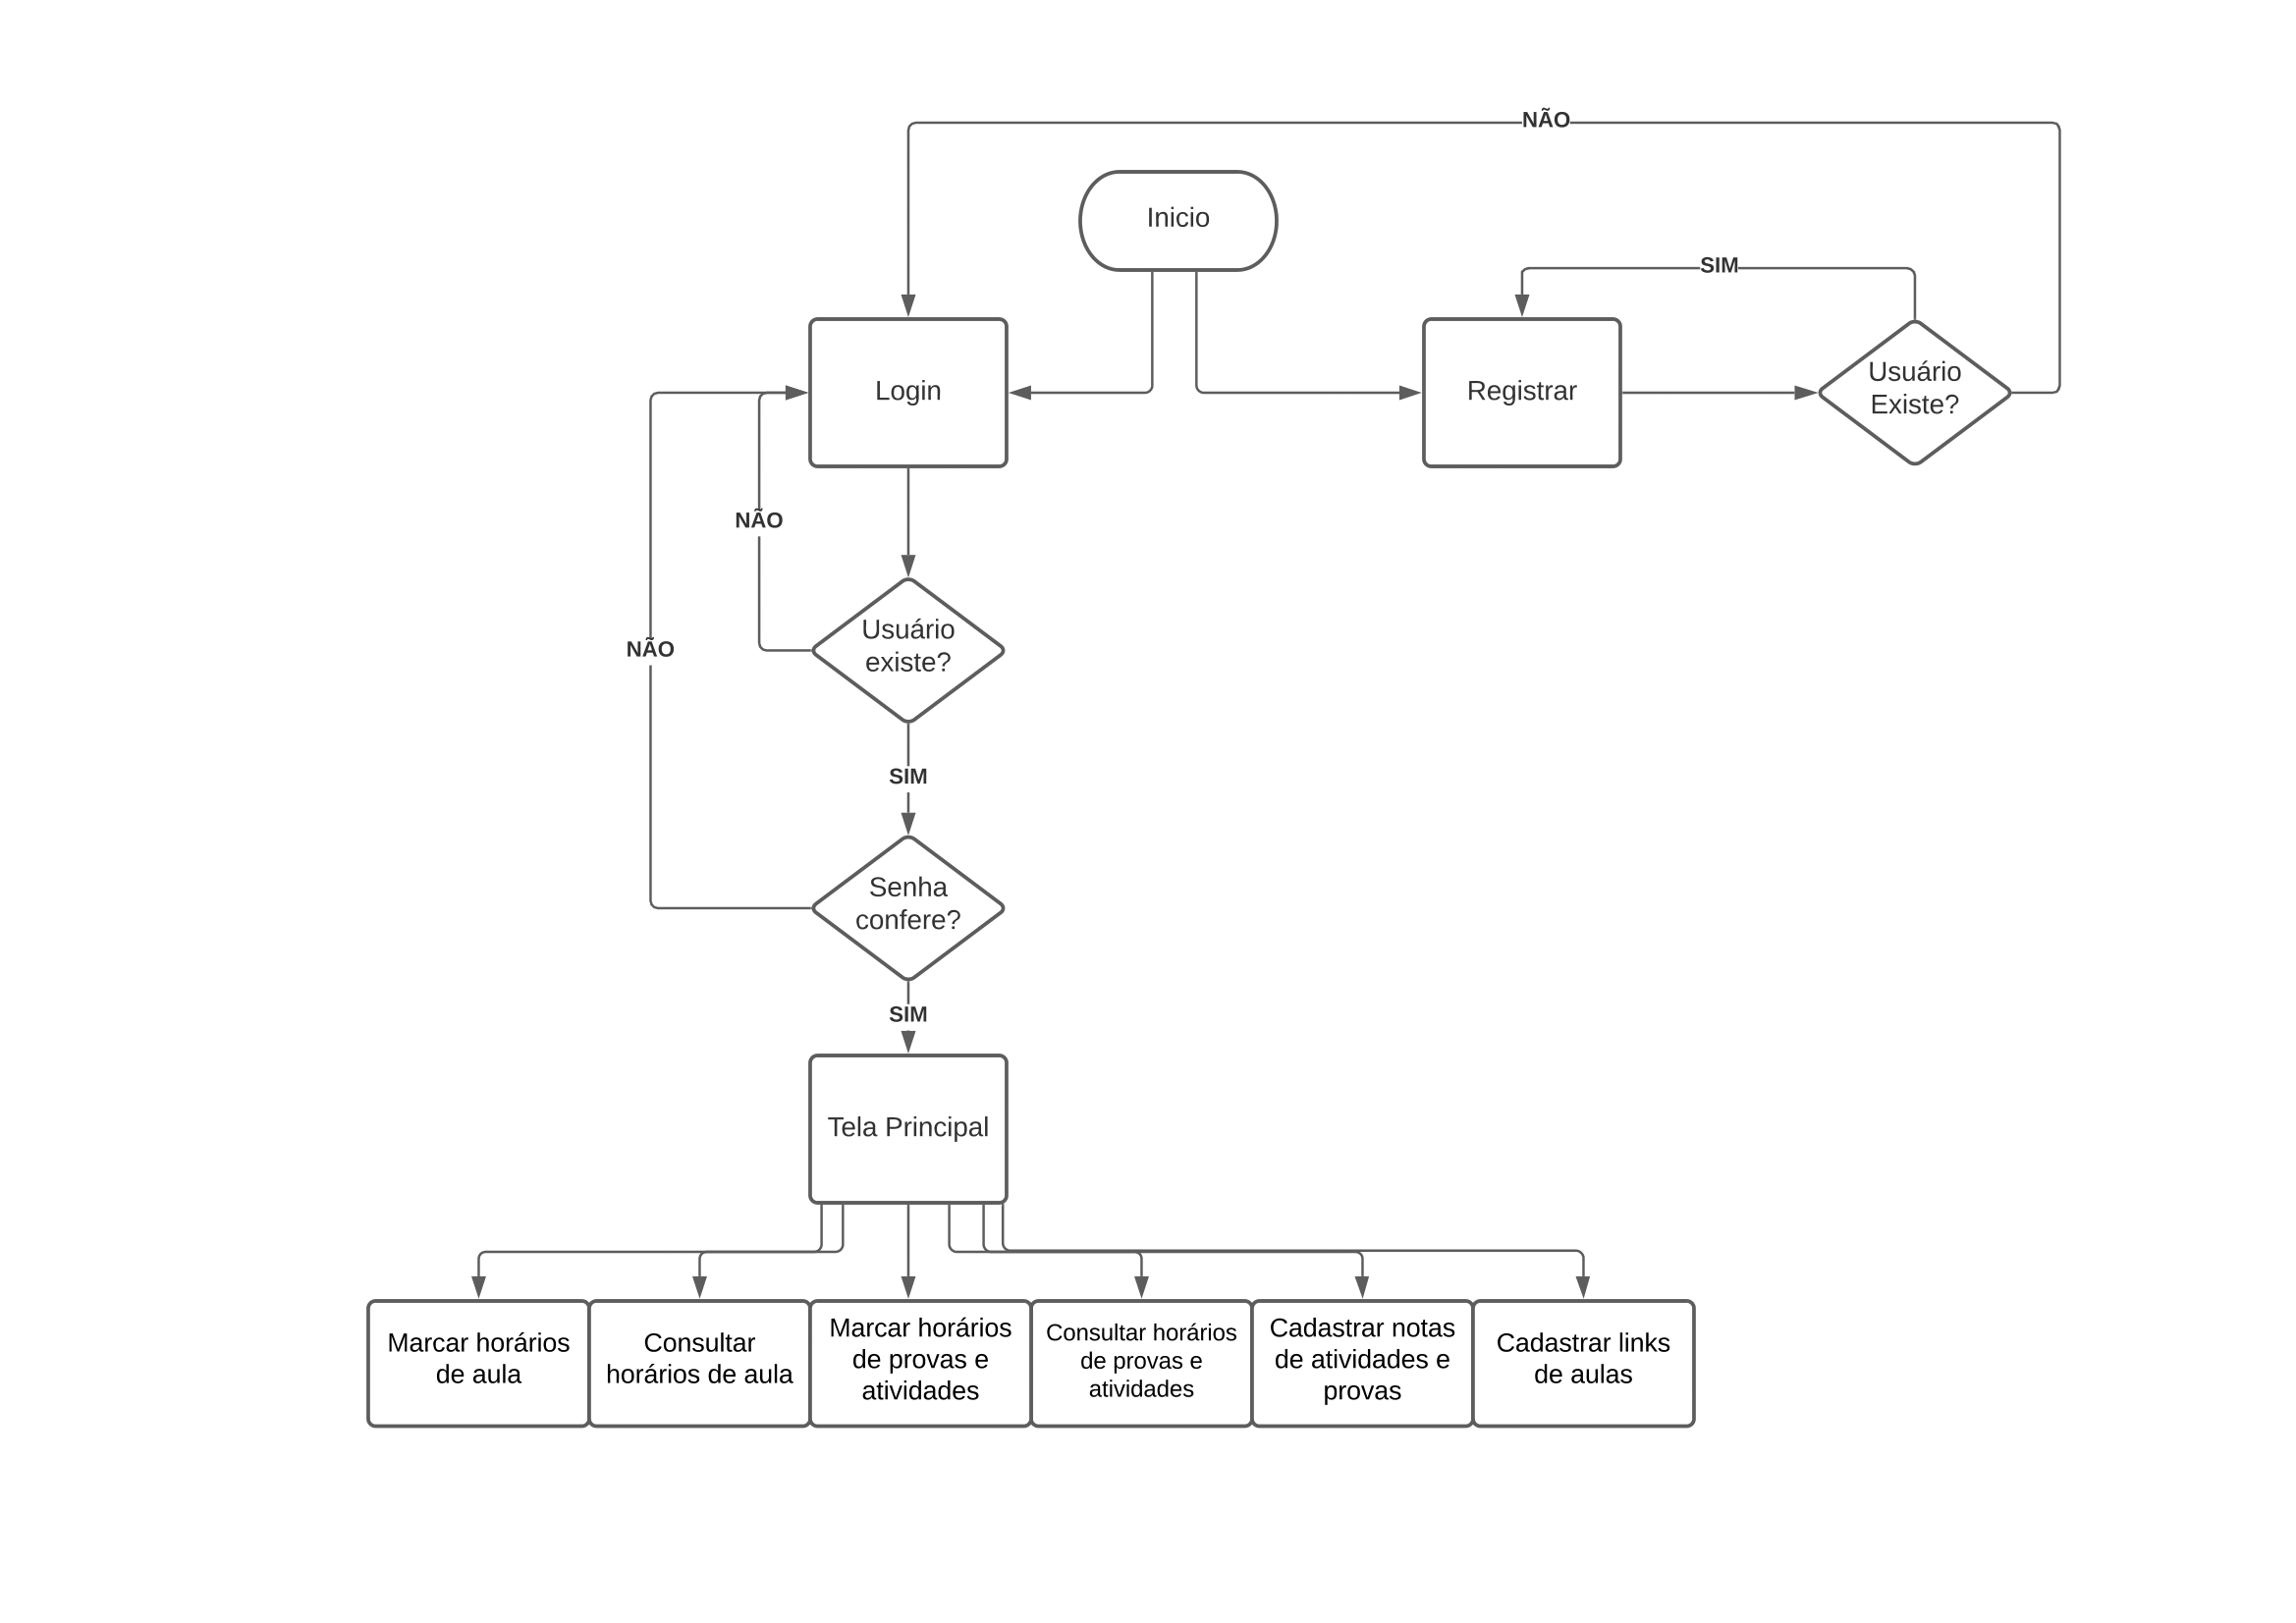 NÃO
Inicio
SIM
Login
Registrar
Usuário
Existe?
NÃO
Usuário
existe?
NÃO
SIM
Senha
confere?
SIM
Tela Principal
Marcar horários
de aula
Consultar
horários de aula
Marcar horários
de provas e
atividades
Consultar horários
de provas e
atividades
Cadastrar notas
de atividades e
provas
Cadastrar links
de aulas